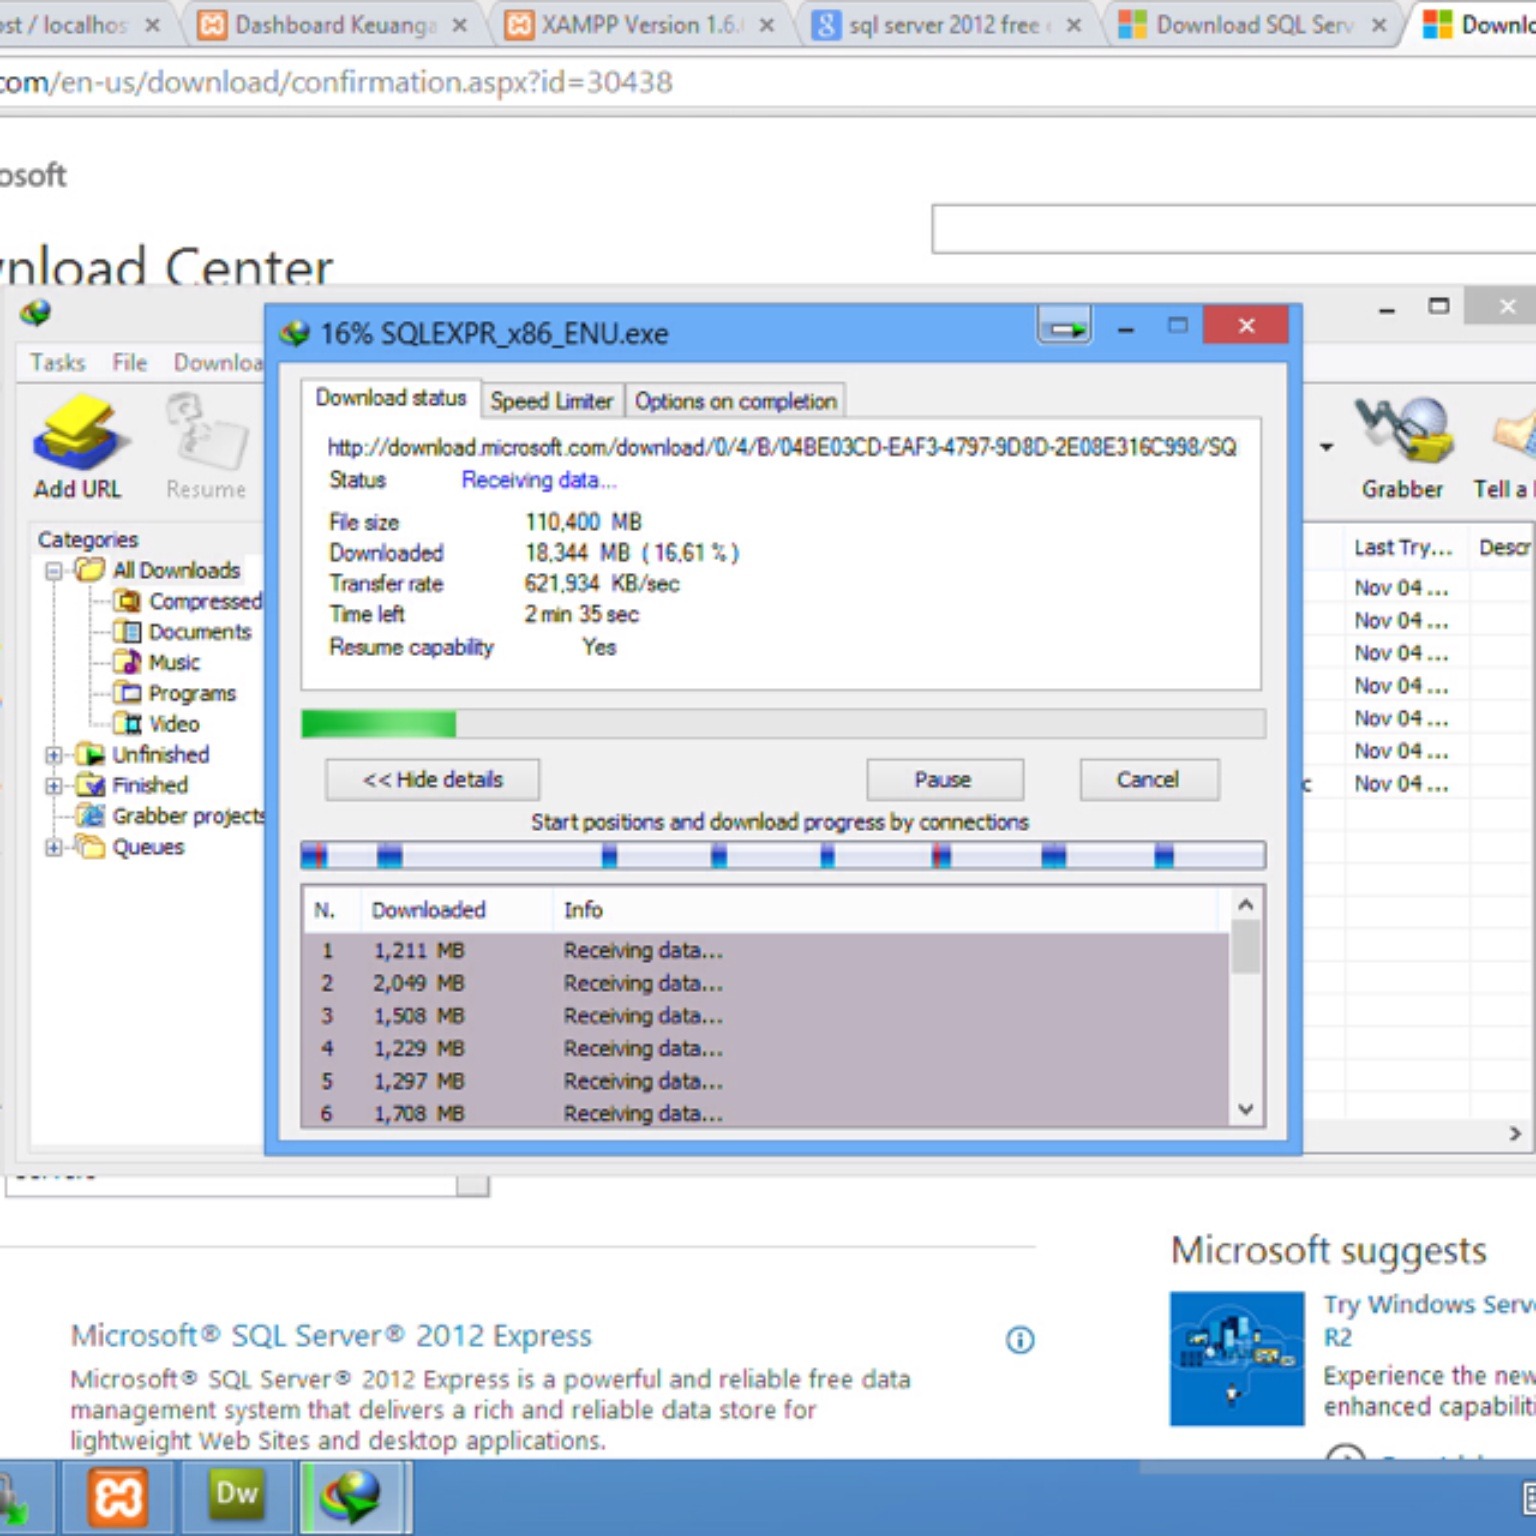 ost / localhos
Dashboard Keuanga
XAMPP Version 1.6.
sql server 2012 free
Download SQL Serv
Downlo
com/en-us/download/confirmation.aspx?id=30438
osoft
nload Center
16% SQLEXPR_x86_ENU.exe
Tasks File Downloa
Add URL
Resume
Grabber
Tell a
Download status
Speed Limiter
Options on completion
http://download.microsoft.com/download/0/4/B/04BE03CD-EAF3-4797-9D8D-2E08E316C998/SQ
Status Receiving data...
File size 110,400 MB
Downloaded 18,344 MB ( 16,61 % )
Transfer rate 621,934 KB/sec
Time left 2 min 35 sec
Resume capability Yes
Categories
All Downloads
Compressed
Documents
Music
Programs
Video
Unfinished
Finished
Grabber projects
Queues
<< Hide details
Pause
Cancel
Start positions and download progress by connections
N. Downloaded Info
1 1,211 MB Receiving data...
2 2,049 MB Receiving data...
3 1,508 MB Receiving data...
4 1,229 MB Receiving data...
5 1,297 MB Receiving data...
6 1,708 MB Receiving data...
Last Try... Descr
Nov 04 ...
Nov 04 ...
Nov 04 ...
Nov 04 ...
Nov 04 ...
Nov 04 ...
c Nov 04 ...
Microsoft® SQL Server® 2012 Express
Microsoft® SQL Server® 2012 Express is a powerful and reliable free data
management system that delivers a rich and reliable data store for
lightweight Web Sites and desktop applications.
Microsoft suggests
Try Windows Serve
R2
Experience the new
enhanced capabiliti
Dw